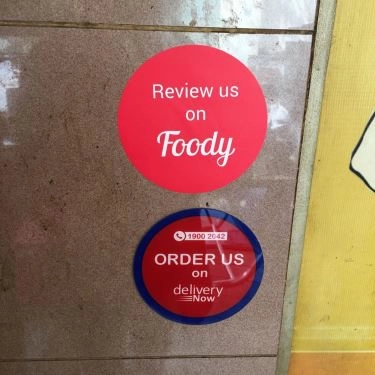 Review us
on
Foody
1900 2042
ORDER US
on
delivery
Now